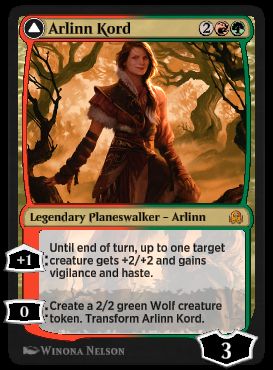 Arlinn Kord 2
Legendary Planeswalker – Arlinn
+1
Until end of turn, up to one target
creature gets +2/+2 and gains
vigilance and haste.
0
Create a 2/2 green Wolf creature
token. Transform Arlinn Kord.
Winona Nelson
3